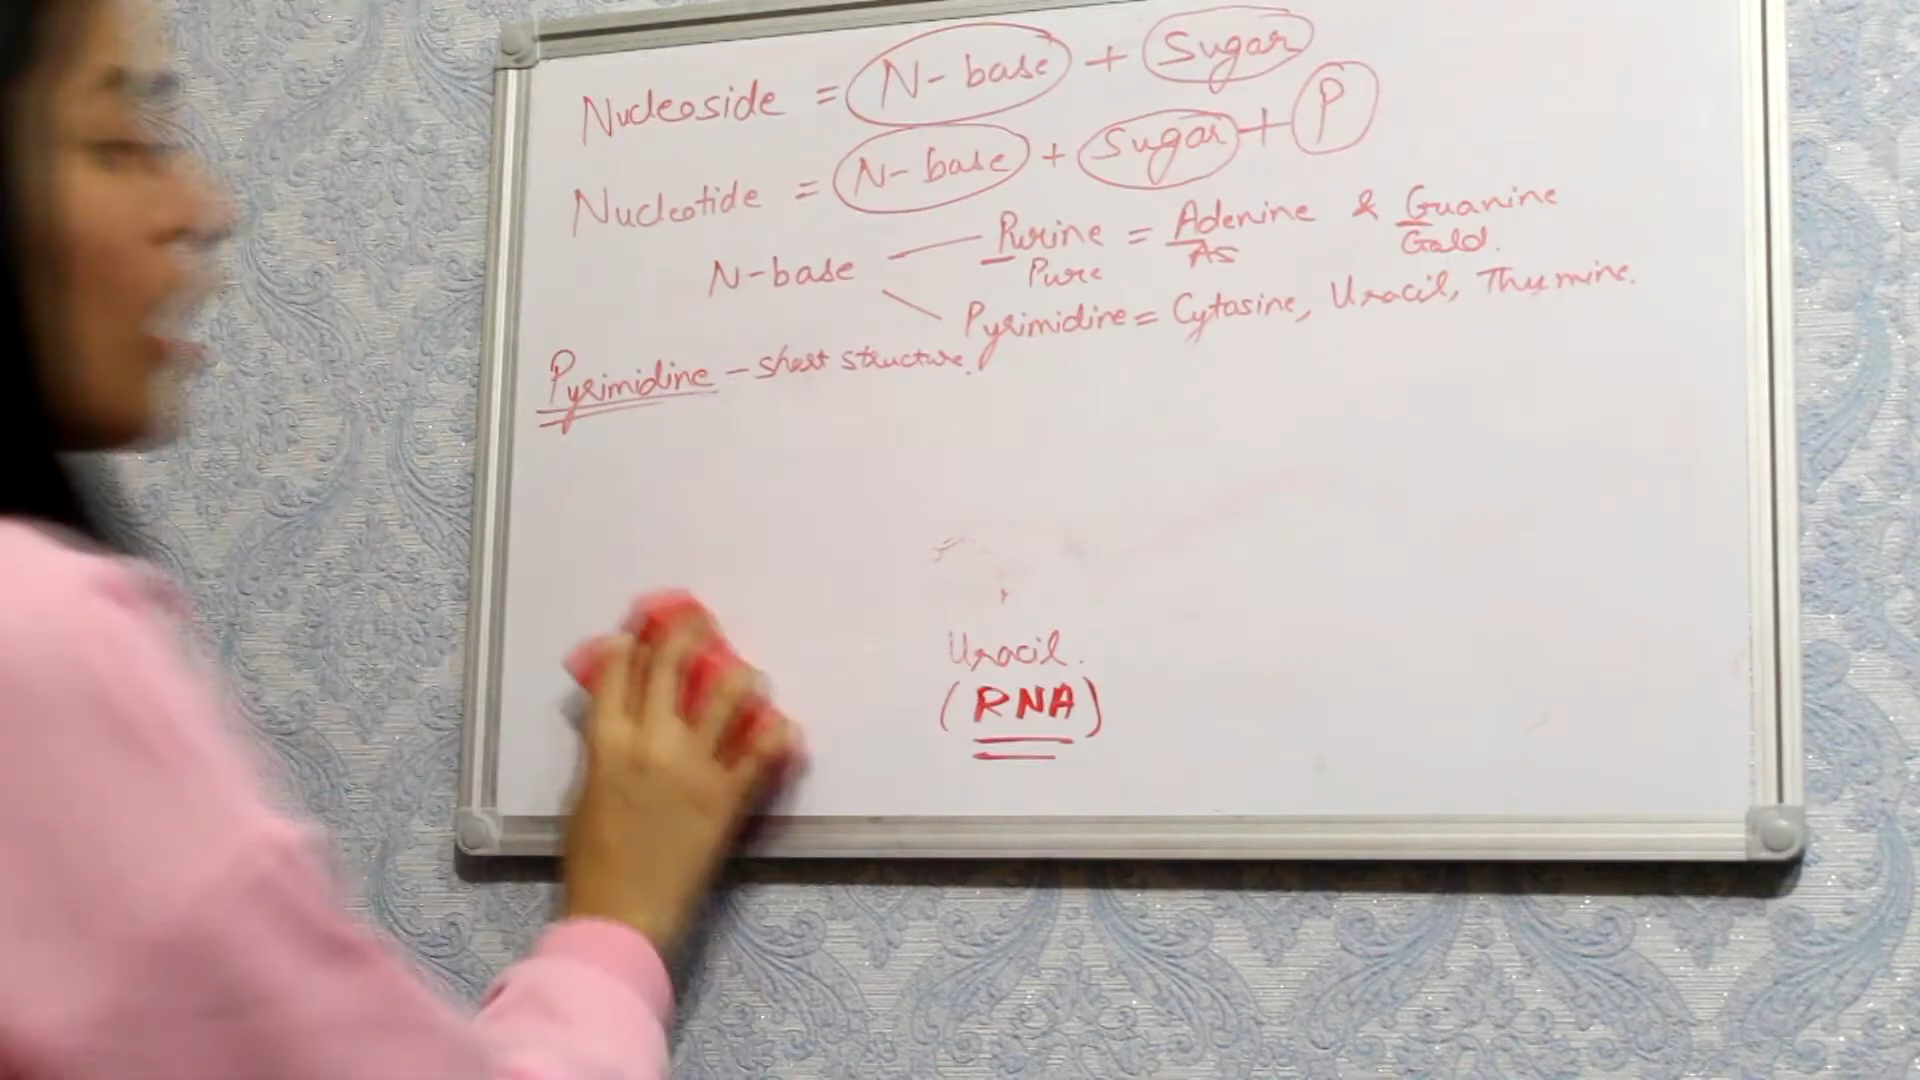 Nucleoside = N-base + Sugar
Nucleotide = N-base + Sugar + P
N-base — Purine = Adenine & Guanine
Pure As Gold.
Pyrimidine = Cytasine, Uracil, Thymine.
Pyrimidine - short structure.
Uracil.
(RNA)